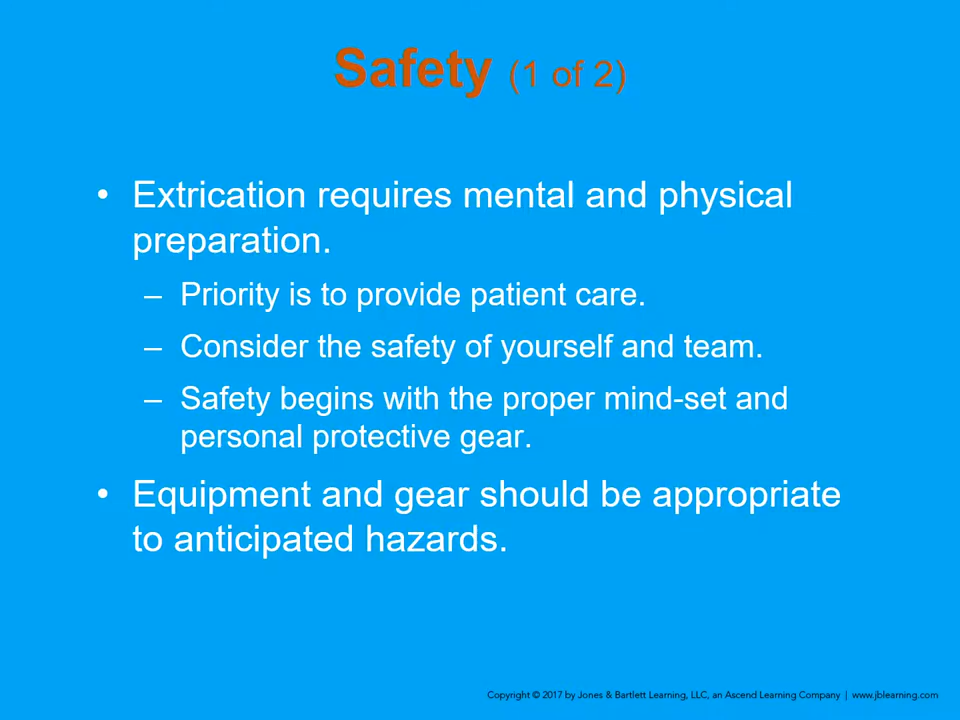 Safety (1 of 2)
• Extrication requires mental and physical
preparation.
– Priority is to provide patient care.
– Consider the safety of yourself and team.
– Safety begins with the proper mind-set and
personal protective gear.
• Equipment and gear should be appropriate
to anticipated hazards.
Copyright © 2017 by Jones & Bartlett Learning, LLC, an Ascend Learning Company | www.jblearning.com